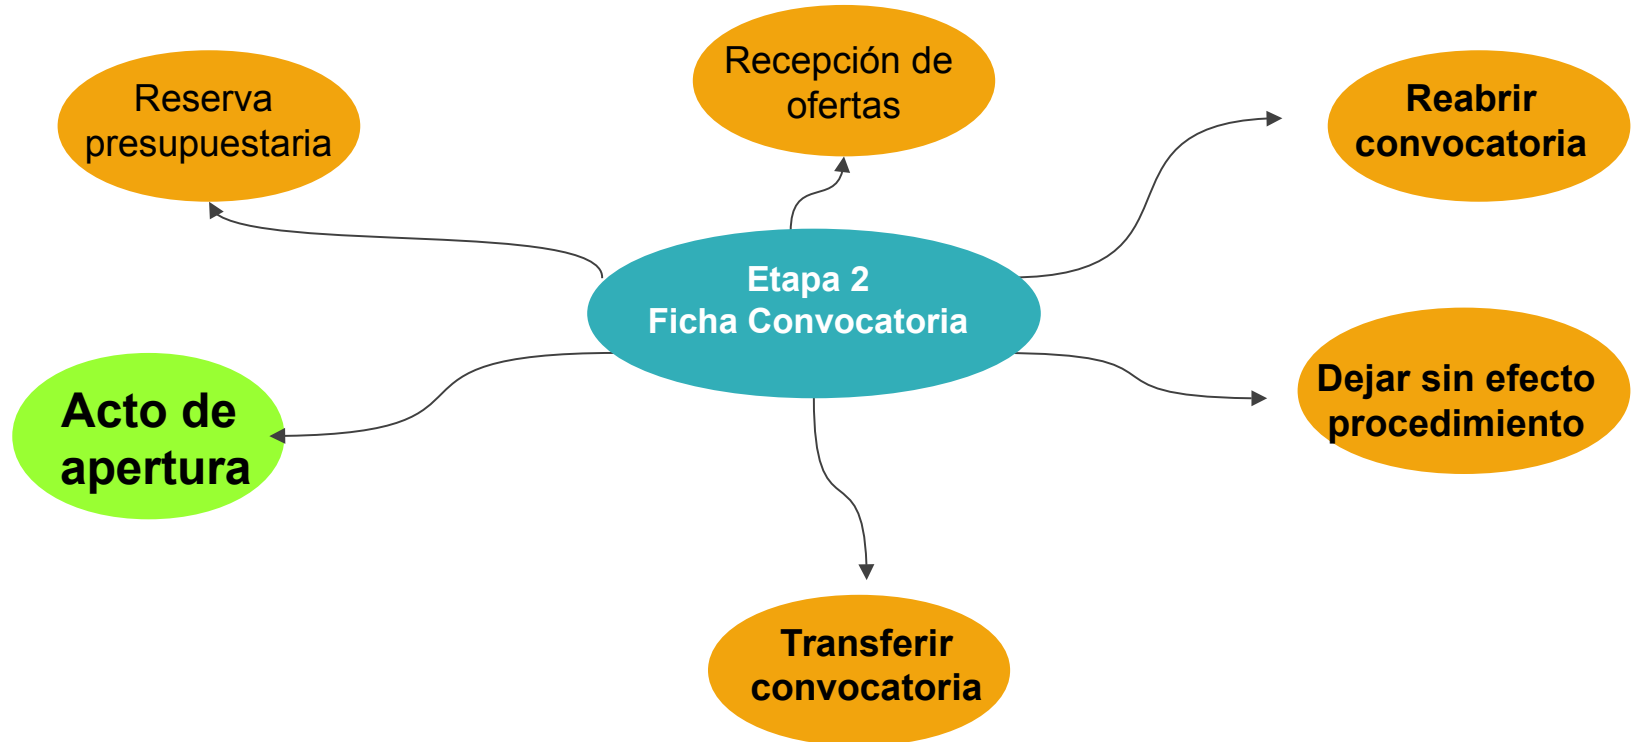 Reserva
presupuestaria
Recepción de
ofertas
Reabrir
convocatoria
Etapa 2
Ficha Convocatoria
Acto de
apertura
Dejar sin efecto
procedimiento
Transferir
convocatoria